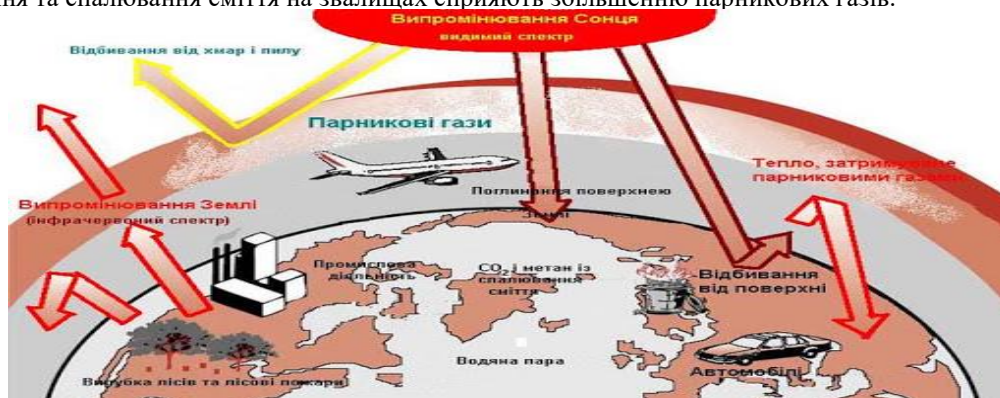 ня та спалювання сміття на звалищах сприяють збільшенню парникових газів.
Випромінювання Сонця
видимий спектр
Відбивання від хмар і пилу
Парникові гази
Тепло, затримуване
парниковими газами
Поглинання поверхнею
Землі
Випромінювання Землі
(інфрачервоний спектр)
Промислова
діяльність
CO₂ і метан із
спалювання
сміття
Відбивання
від поверхні
Водяна пара
Автомобілі
Вирубка лісів та лісові пожари